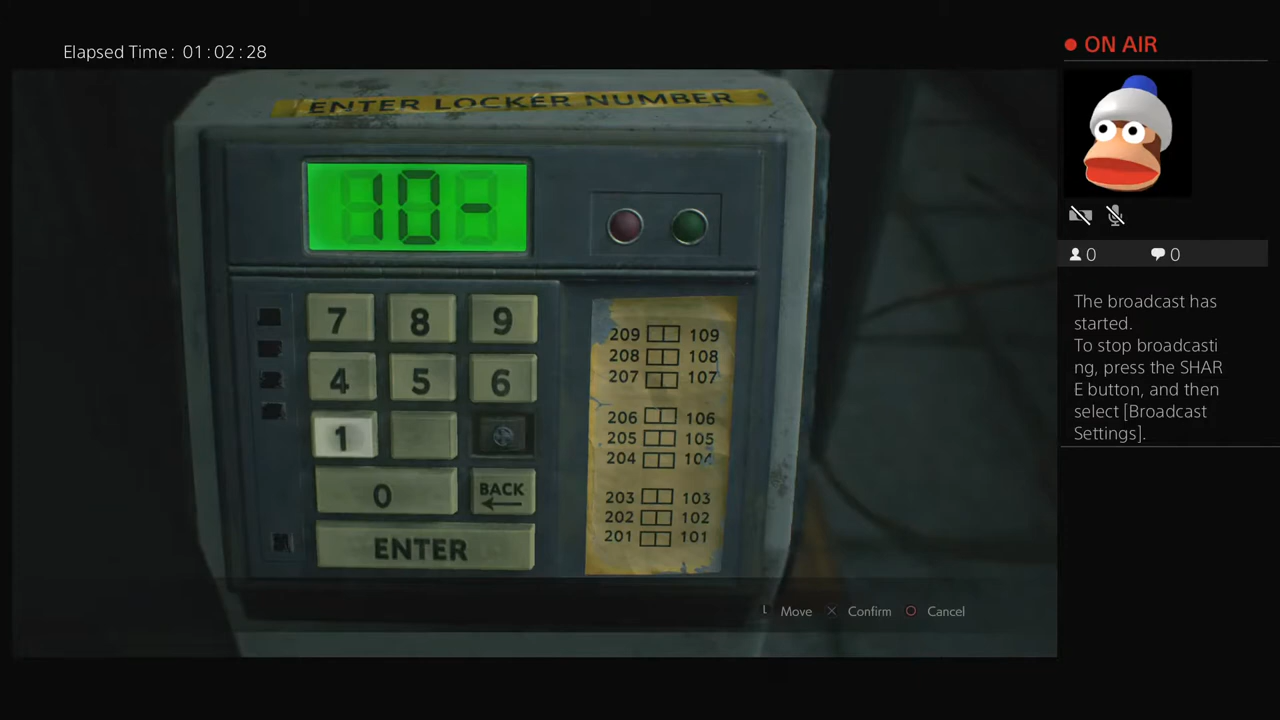 Elapsed Time: 01:02:28
ON AIR
ENTER LOCKER NUMBER
10-
7 8 9
4 5 6
1
0 BACK
ENTER
209 109
208 108
207 107
206 106
205 105
204 104
203 103
202 102
201 101
L Move Confirm Cancel
0 0
The broadcast has
started.
To stop broadcasti
ng, press the SHAR
E button, and then
select [Broadcast
Settings].